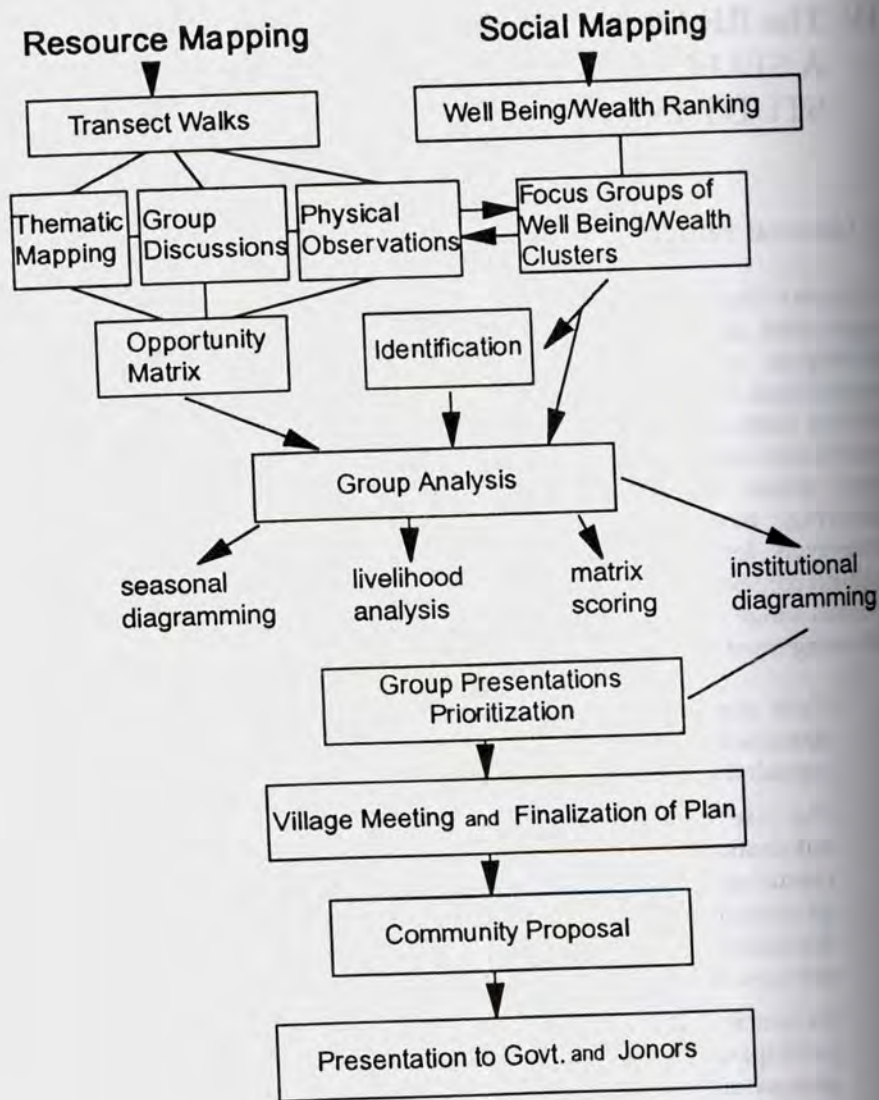 Resource Mapping
Social Mapping
Transect Walks
Well Being/Wealth Ranking
Thematic
Mapping
Group
Discussions
Physical
Observations
Focus Groups of
Well Being/Wealth
Clusters
Opportunity
Matrix
Identification
Group Analysis
seasonal
diagramming
livelihood
analysis
matrix
scoring
institutional
diagramming
Group Presentations
Prioritization
Village Meeting and Finalization of Plan
Community Proposal
Presentation to Govt. and Jonors